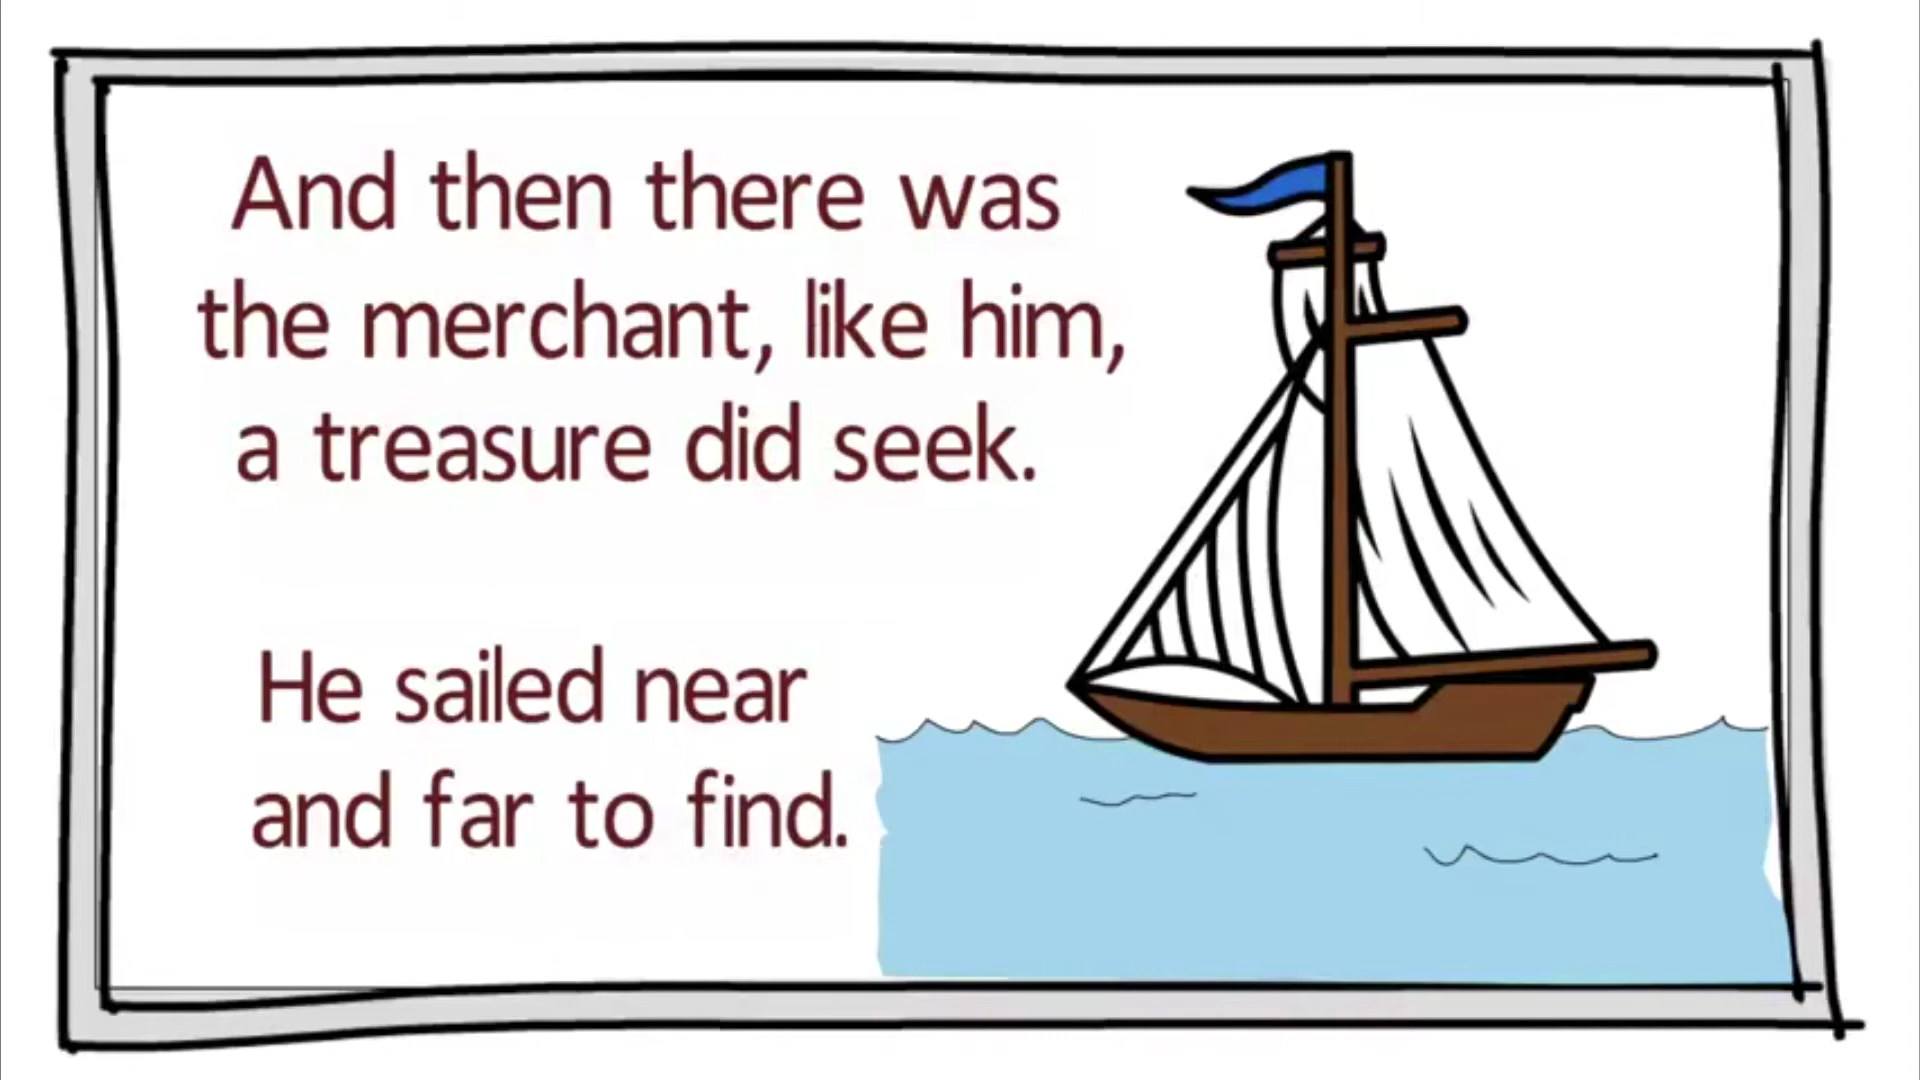 And then there was
the merchant, like him,
a treasure did seek.
He sailed near
and far to find.